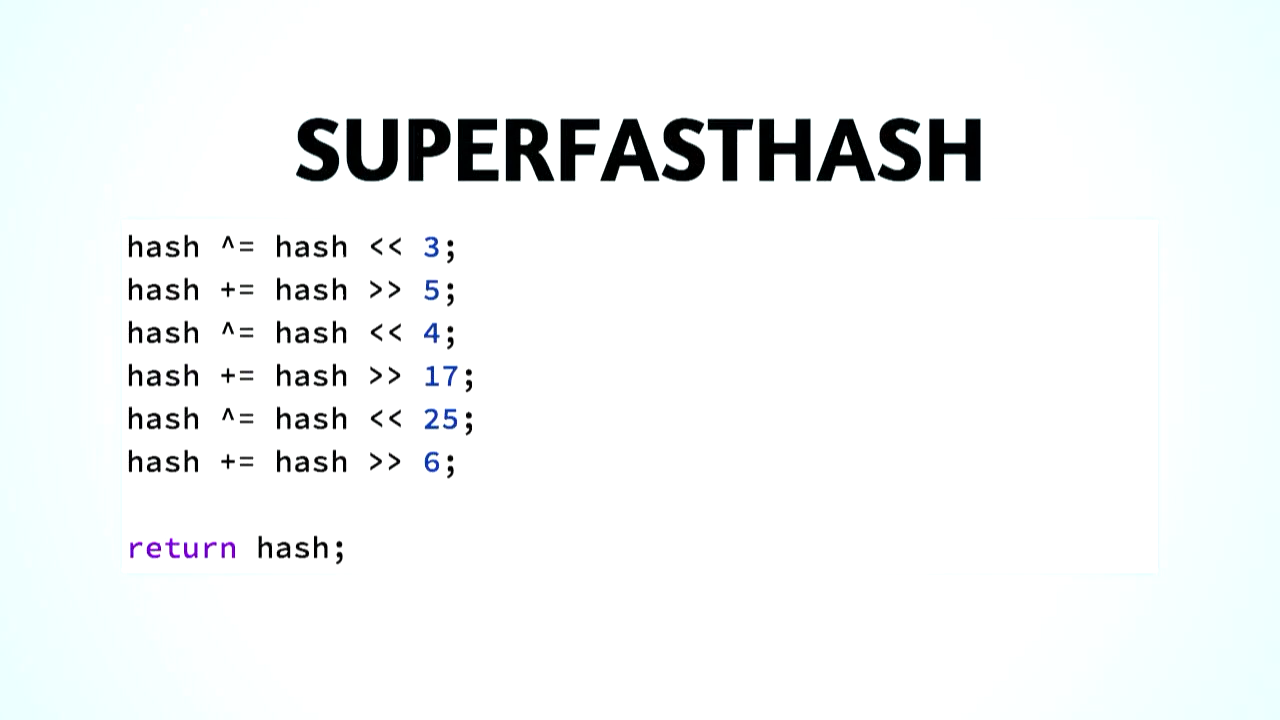 SUPERFASTHASH
hash ^= hash << 3;
hash += hash >> 5;
hash ^= hash << 4;
hash += hash >> 17;
hash ^= hash << 25;
hash += hash >> 6;
return hash;